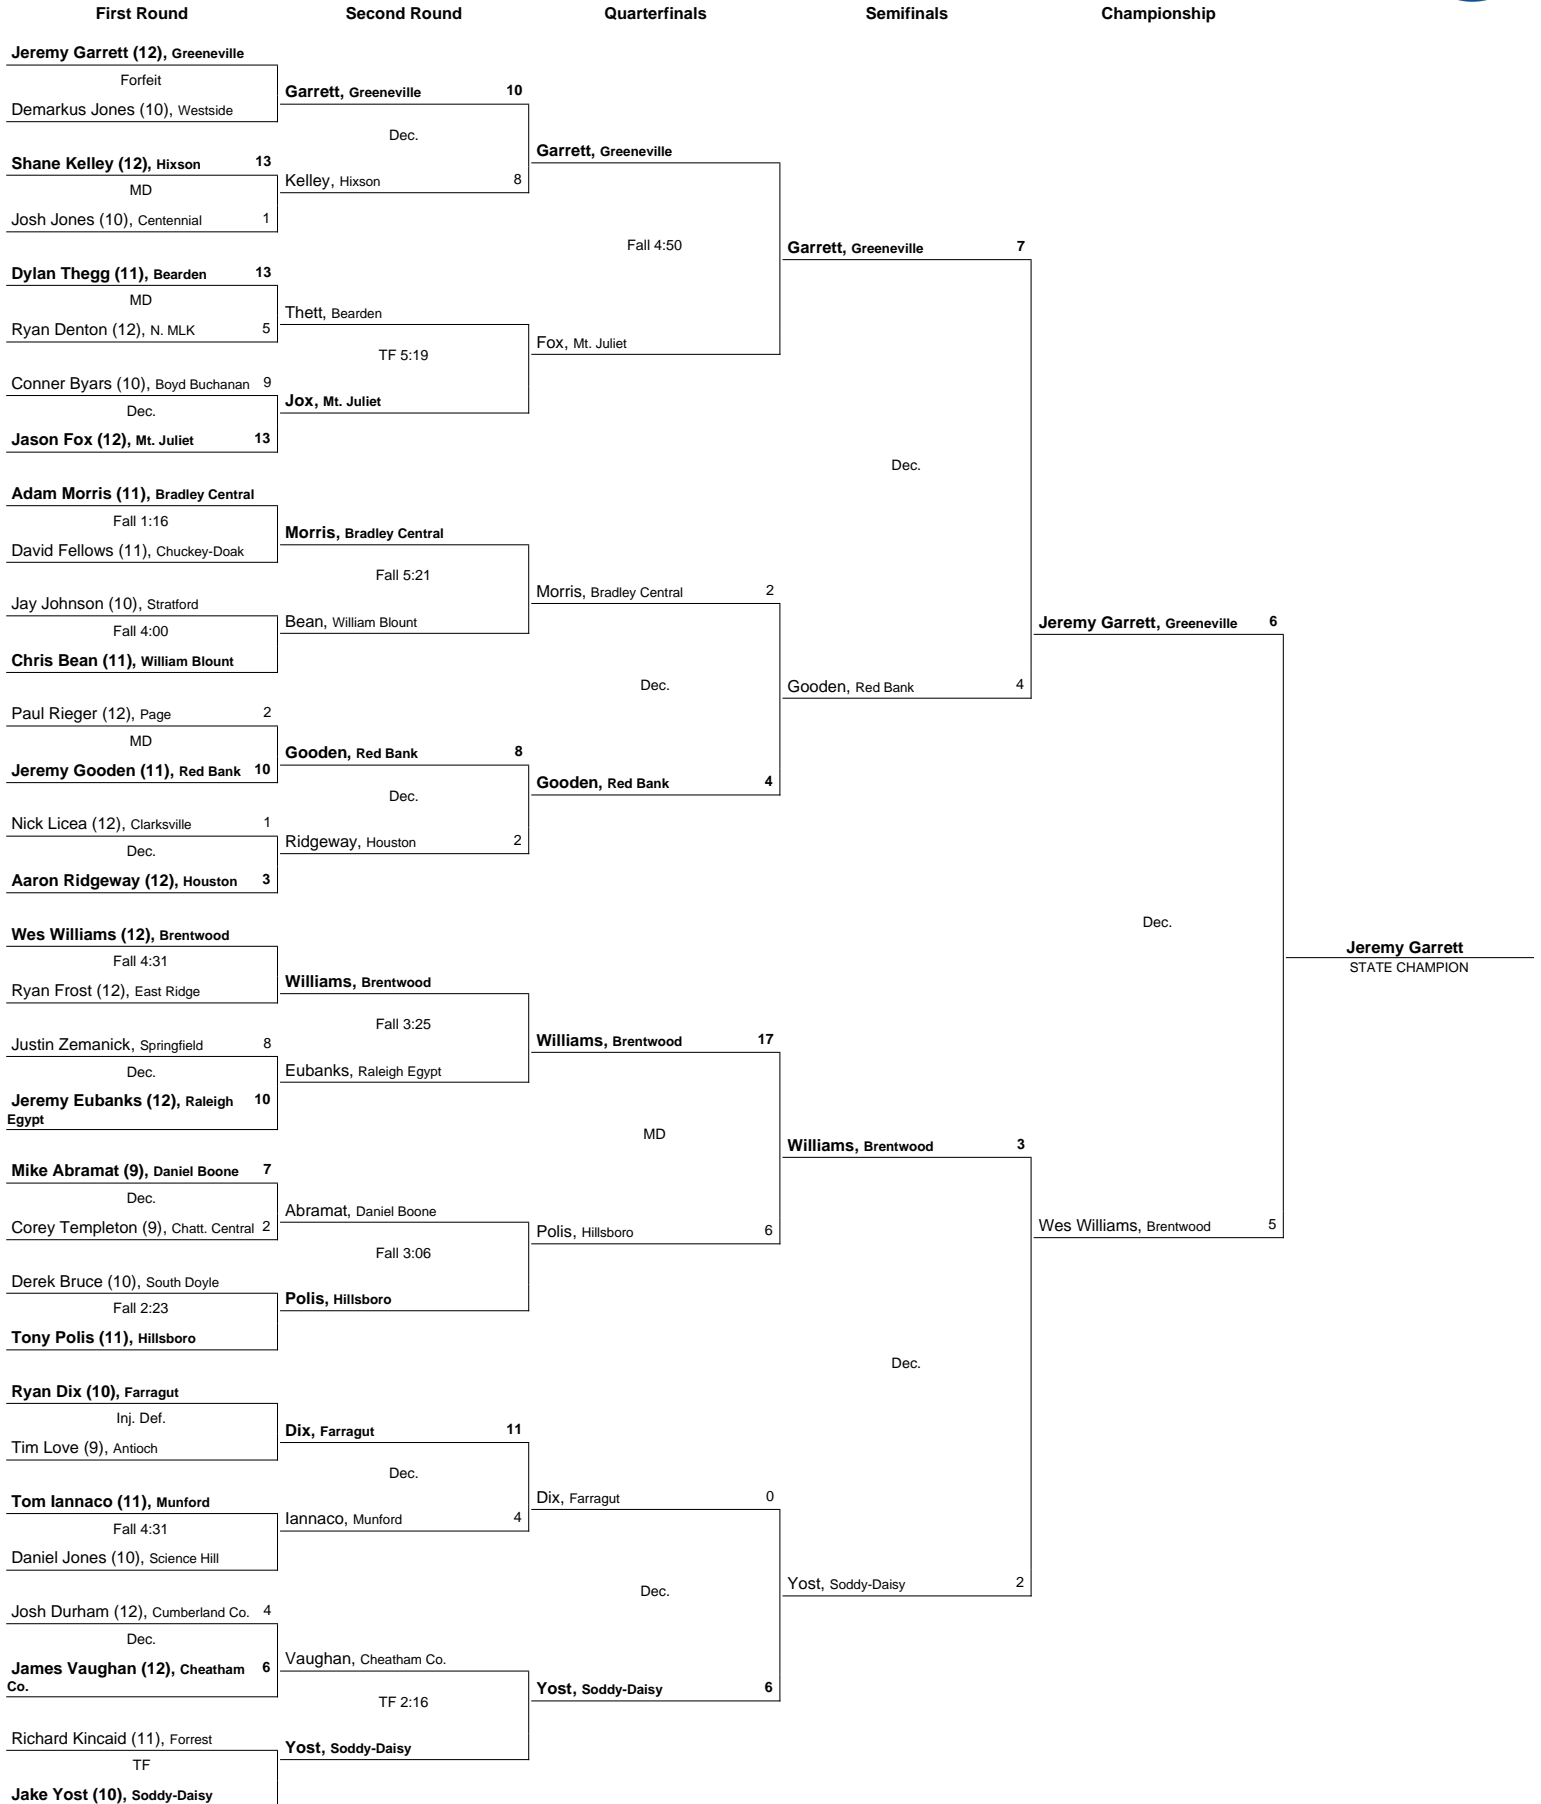 First Round Second Round Quarterfinals Semifinals Championship
Jeremy Garrett (12), Greeneville
Forfeit
Demarkus Jones (10), Westside
Shane Kelley (12), Hixson 13
MD
Josh Jones (10), Centennial 1
Dylan Thegg (11), Bearden 13
MD
Ryan Denton (12), N. MLK 5
Conner Byars (10), Boyd Buchanan 9
Dec.
Jason Fox (12), Mt. Juliet 13
Adam Morris (11), Bradley Central
Fall 1:16
David Fellows (11), Chuckey-Doak
Jay Johnson (10), Stratford
Fall 4:00
Chris Bean (11), William Blount
Paul Rieger (12), Page 2
MD
Jeremy Gooden (11), Red Bank 10
Nick Licea (12), Clarksville 1
Dec.
Aaron Ridgeway (12), Houston 3
Wes Williams (12), Brentwood
Fall 4:31
Ryan Frost (12), East Ridge
Justin Zemanick, Springfield 8
Dec.
Jeremy Eubanks (12), Raleigh 10
Egypt
Mike Abramat (9), Daniel Boone 7
Dec.
Corey Templeton (9), Chatt. Central 2
Derek Bruce (10), South Doyle
Fall 2:23
Tony Polis (11), Hillsboro
Ryan Dix (10), Farragut
Inj. Def.
Tim Love (9), Antioch
Tom Iannaco (11), Munford
Fall 4:31
Daniel Jones (10), Science Hill
Josh Durham (12), Cumberland Co. 4
Dec.
James Vaughan (12), Cheatham 6
Co.
Richard Kincaid (11), Forrest
TF
Jake Yost (10), Soddy-Daisy
Garrett, Greeneville 10
Dec.
Kelley, Hixson 8
Thett, Bearden
TF 5:19
Jox, Mt. Juliet
Morris, Bradley Central
Fall 5:21
Bean, William Blount
Gooden, Red Bank 8
Dec.
Ridgeway, Houston 2
Williams, Brentwood
Fall 3:25
Eubanks, Raleigh Egypt
Abramat, Daniel Boone
Fall 3:06
Polis, Hillsboro
Dix, Farragut 11
Dec.
Iannaco, Munford 4
Vaughan, Cheatham Co.
TF 2:16
Yost, Soddy-Daisy
Garrett, Greeneville
Fall 4:50
Fox, Mt. Juliet
Morris, Bradley Central 2
Dec.
Gooden, Red Bank 4
Williams, Brentwood 17
MD
Polis, Hillsboro 6
Dix, Farragut 0
Dec.
Yost, Soddy-Daisy 6
Garrett, Greeneville 7
Dec.
Gooden, Red Bank 4
Williams, Brentwood 3
Dec.
Yost, Soddy-Daisy 2
Jeremy Garrett, Greeneville 6
Dec.
Wes Williams, Brentwood 5
Jeremy Garrett
STATE CHAMPION